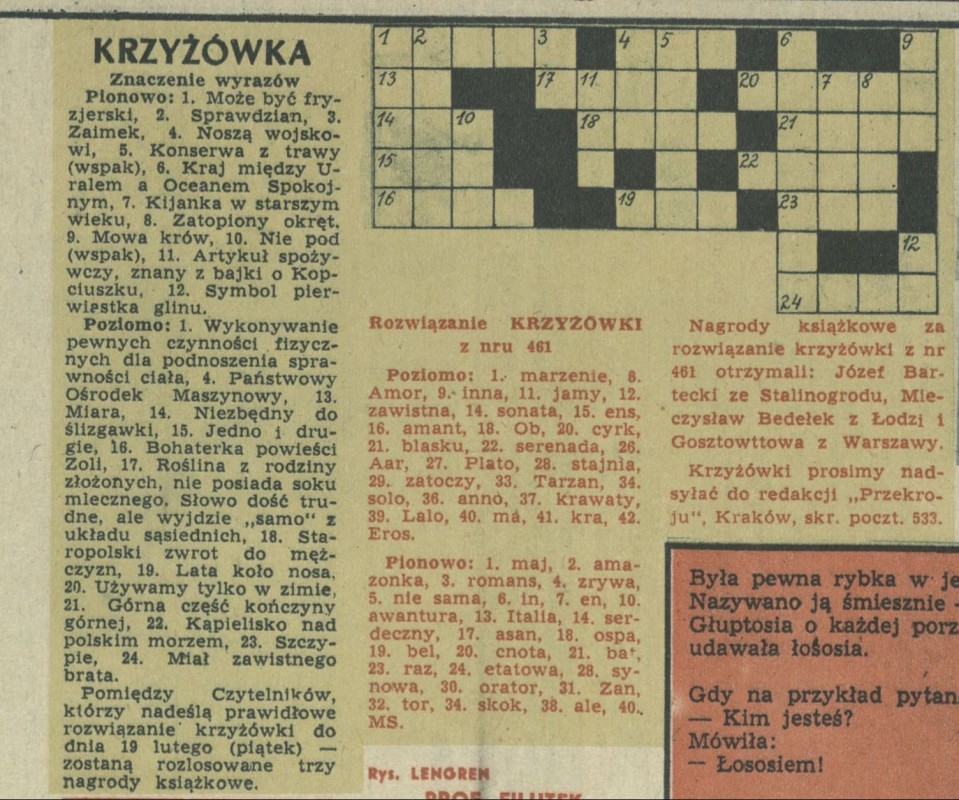 KRZYŻÓWKA
Znaczenie wyrazów
Pionowo: 1. Może być fry-
zjerski, 2. Sprawdzian, 3.
Zaimek, 4. Noszą wojsko-
wi, 5. Konserwa z trawy
(wspak), 6. Kraj między U-
ralem a Oceanem Spokoj-
nym, 7. Kijanka w starszym
wieku, 8. Zatopiony okręt,
9. Mowa krów, 10. Nie pod
(wspak), 11. Artykuł spoży-
wczy, znany z bajki o Kop-
ciuszku, 12. Symbol pier-
wiastka glinu.
Poziomo: 1. Wykonywanie
pewnych czynności fizycz-
nych dla podnoszenia spra-
wności ciała, 4. Państwowy
Ośrodek Maszynowy, 13.
Miara, 14. Niezbędny do
ślizgawki, 15. Jedno i dru-
gie, 16. Bohaterka powieści
Zoli, 17. Roślina z rodziny
złożonych, nie posiada soku
mlecznego. Słowo dość tru-
dne, ale wyjdzie „samo" z
układu sąsiednich, 18. Sta-
ropolski zwrot do męż-
czyzn, 19. Lata koło nosa,
20. Używamy tylko w zimie,
21. Górna część kończyny
górnej, 22. Kąpielisko nad
polskim morzem, 23. Szczy-
pie, 24. Miał zawistnego
brata.
Pomiędzy Czytelników,
którzy nadeślą prawidłowe
rozwiązanie krzyżówki do
dnia 19 lutego (piątek) —
zostaną rozlosowane trzy
nagrody książkowe.
1 2 3 4 5 6 9
13 17 11 20 7 8
14 10 18 21
15 22
16 19 23
12
24
Rozwiązanie KRZYŻÓWKI
z nru 461
Poziomo: 1. marzenie, 8.
Amor, 9. inna, 11. jamy, 12.
zawistna, 14. sonata, 15. ens,
16. amant, 18. Ob, 20. cyrk,
21. blasku, 22. serenada, 26.
Aar, 27. Plato, 28. stajnia,
29. zatoczy, 33. Tarzan, 34.
solo, 36. anno, 37. krawaty,
39. Lalo, 40. má, 41. kra, 42.
Eros.
Pionowo: 1. maj, 2. ama-
zonka, 3. romans, 4. zrywa,
5. nie sama, 6. in, 7. en, 10.
awantura, 13. Italia, 14. ser-
deczny, 17. asan, 18. ospa,
19. bel, 20. cnota, 21. bat,
23. raz, 24. etatowa, 28. sy-
nowa, 30. orator, 31. Zan,
32. tor, 34. skok, 38. ale, 40.
MS.
Nagrody książkowe za
rozwiązanie krzyżówki z nr
461 otrzymali: Józef Bar-
tecki ze Stalinogrodu, Mie-
czysław Bedełek z Łodzi i
Gosztowttowa z Warszawy.
Krzyżówki prosimy nad-
syłać do redakcji „Przekro-
ju", Kraków, skr. poczt. 533.
Była pewna rybka w je
Nazywano ją śmiesznie -
Głuptosia o każdej porz
udawała łososia.
Gdy na przykład pytan
— Kim jesteś?
Mówiła:
— Łososiem!
Rys. LENGREN
PROF. FILUTEK